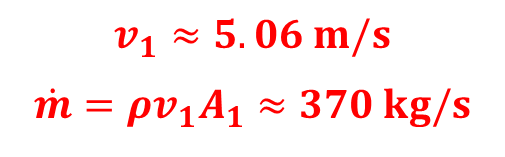 v₁ ≈ 5.06 m/s
ṁ = ρv₁A₁ ≈ 370 kg/s